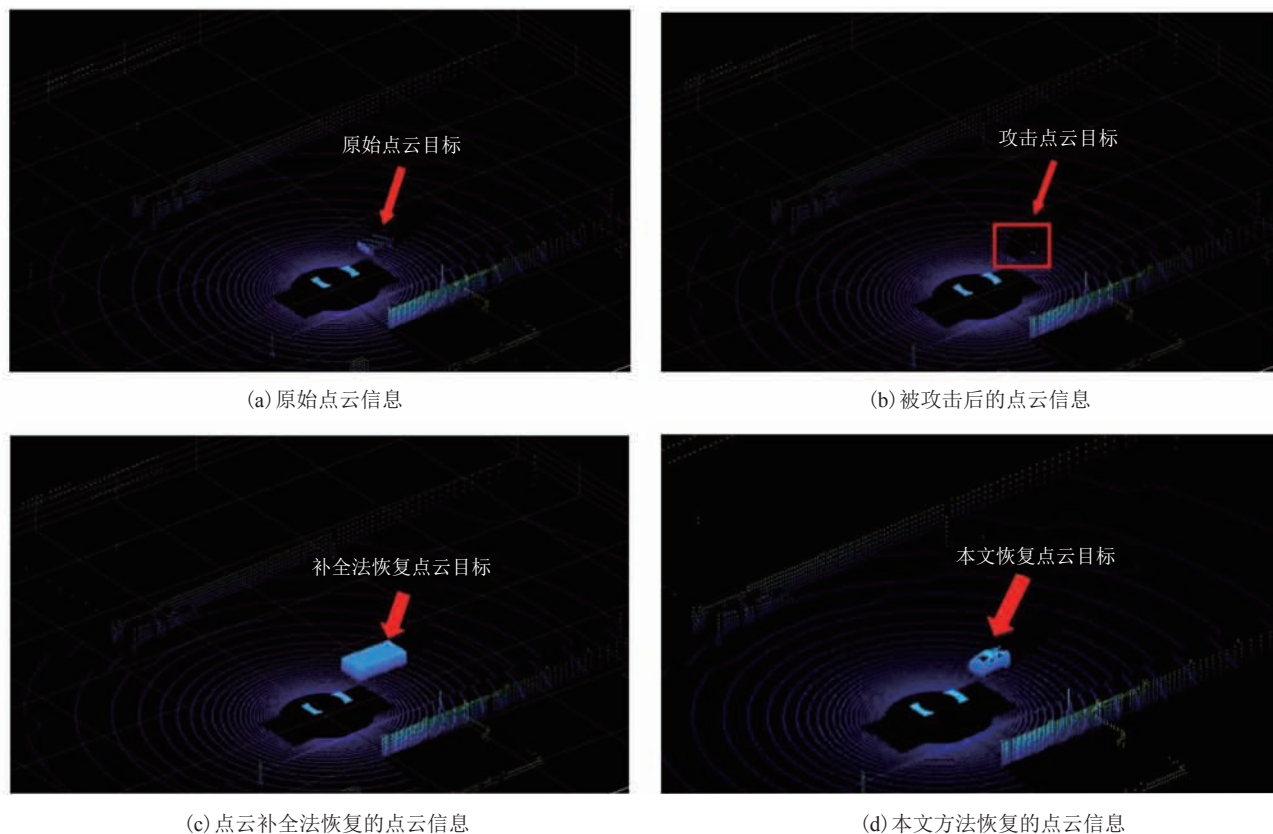 原始点云目标
攻击点云目标
(a)原始点云信息
(b)被攻击后的点云信息
补全法恢复点云目标
本文恢复点云目标
(c)点云补全法恢复的点云信息
(d)本文方法恢复的点云信息